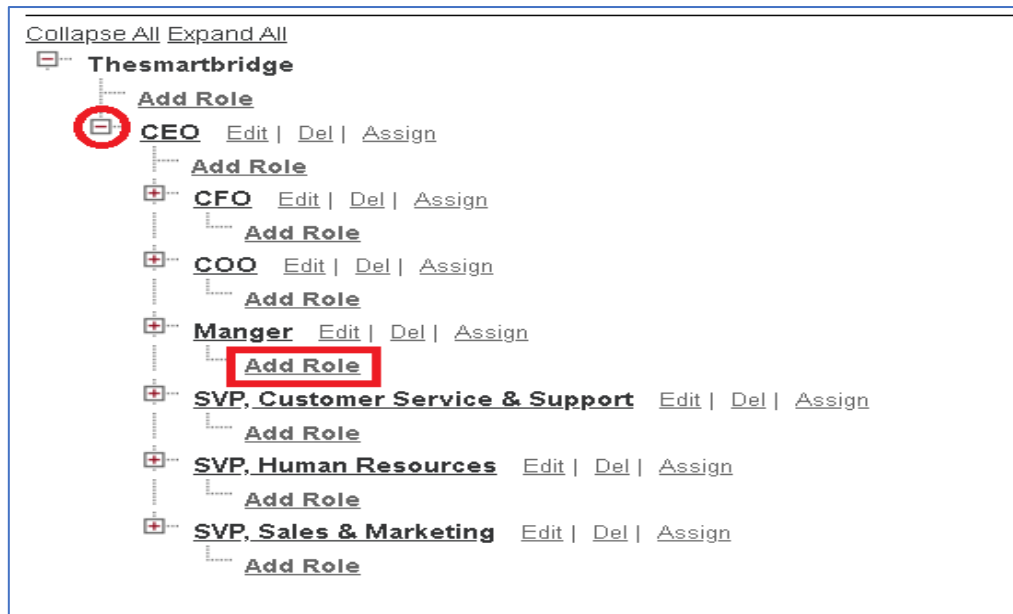 Collapse All Expand All
Thesmartbridge
Add Role
CEO Edit | Del | Assign
Add Role
CFO Edit | Del | Assign
Add Role
COO Edit | Del | Assign
Add Role
Manger Edit | Del | Assign
Add Role
SVP, Customer Service & Support Edit | Del | Assign
Add Role
SVP, Human Resources Edit | Del | Assign
Add Role
SVP, Sales & Marketing Edit | Del | Assign
Add Role